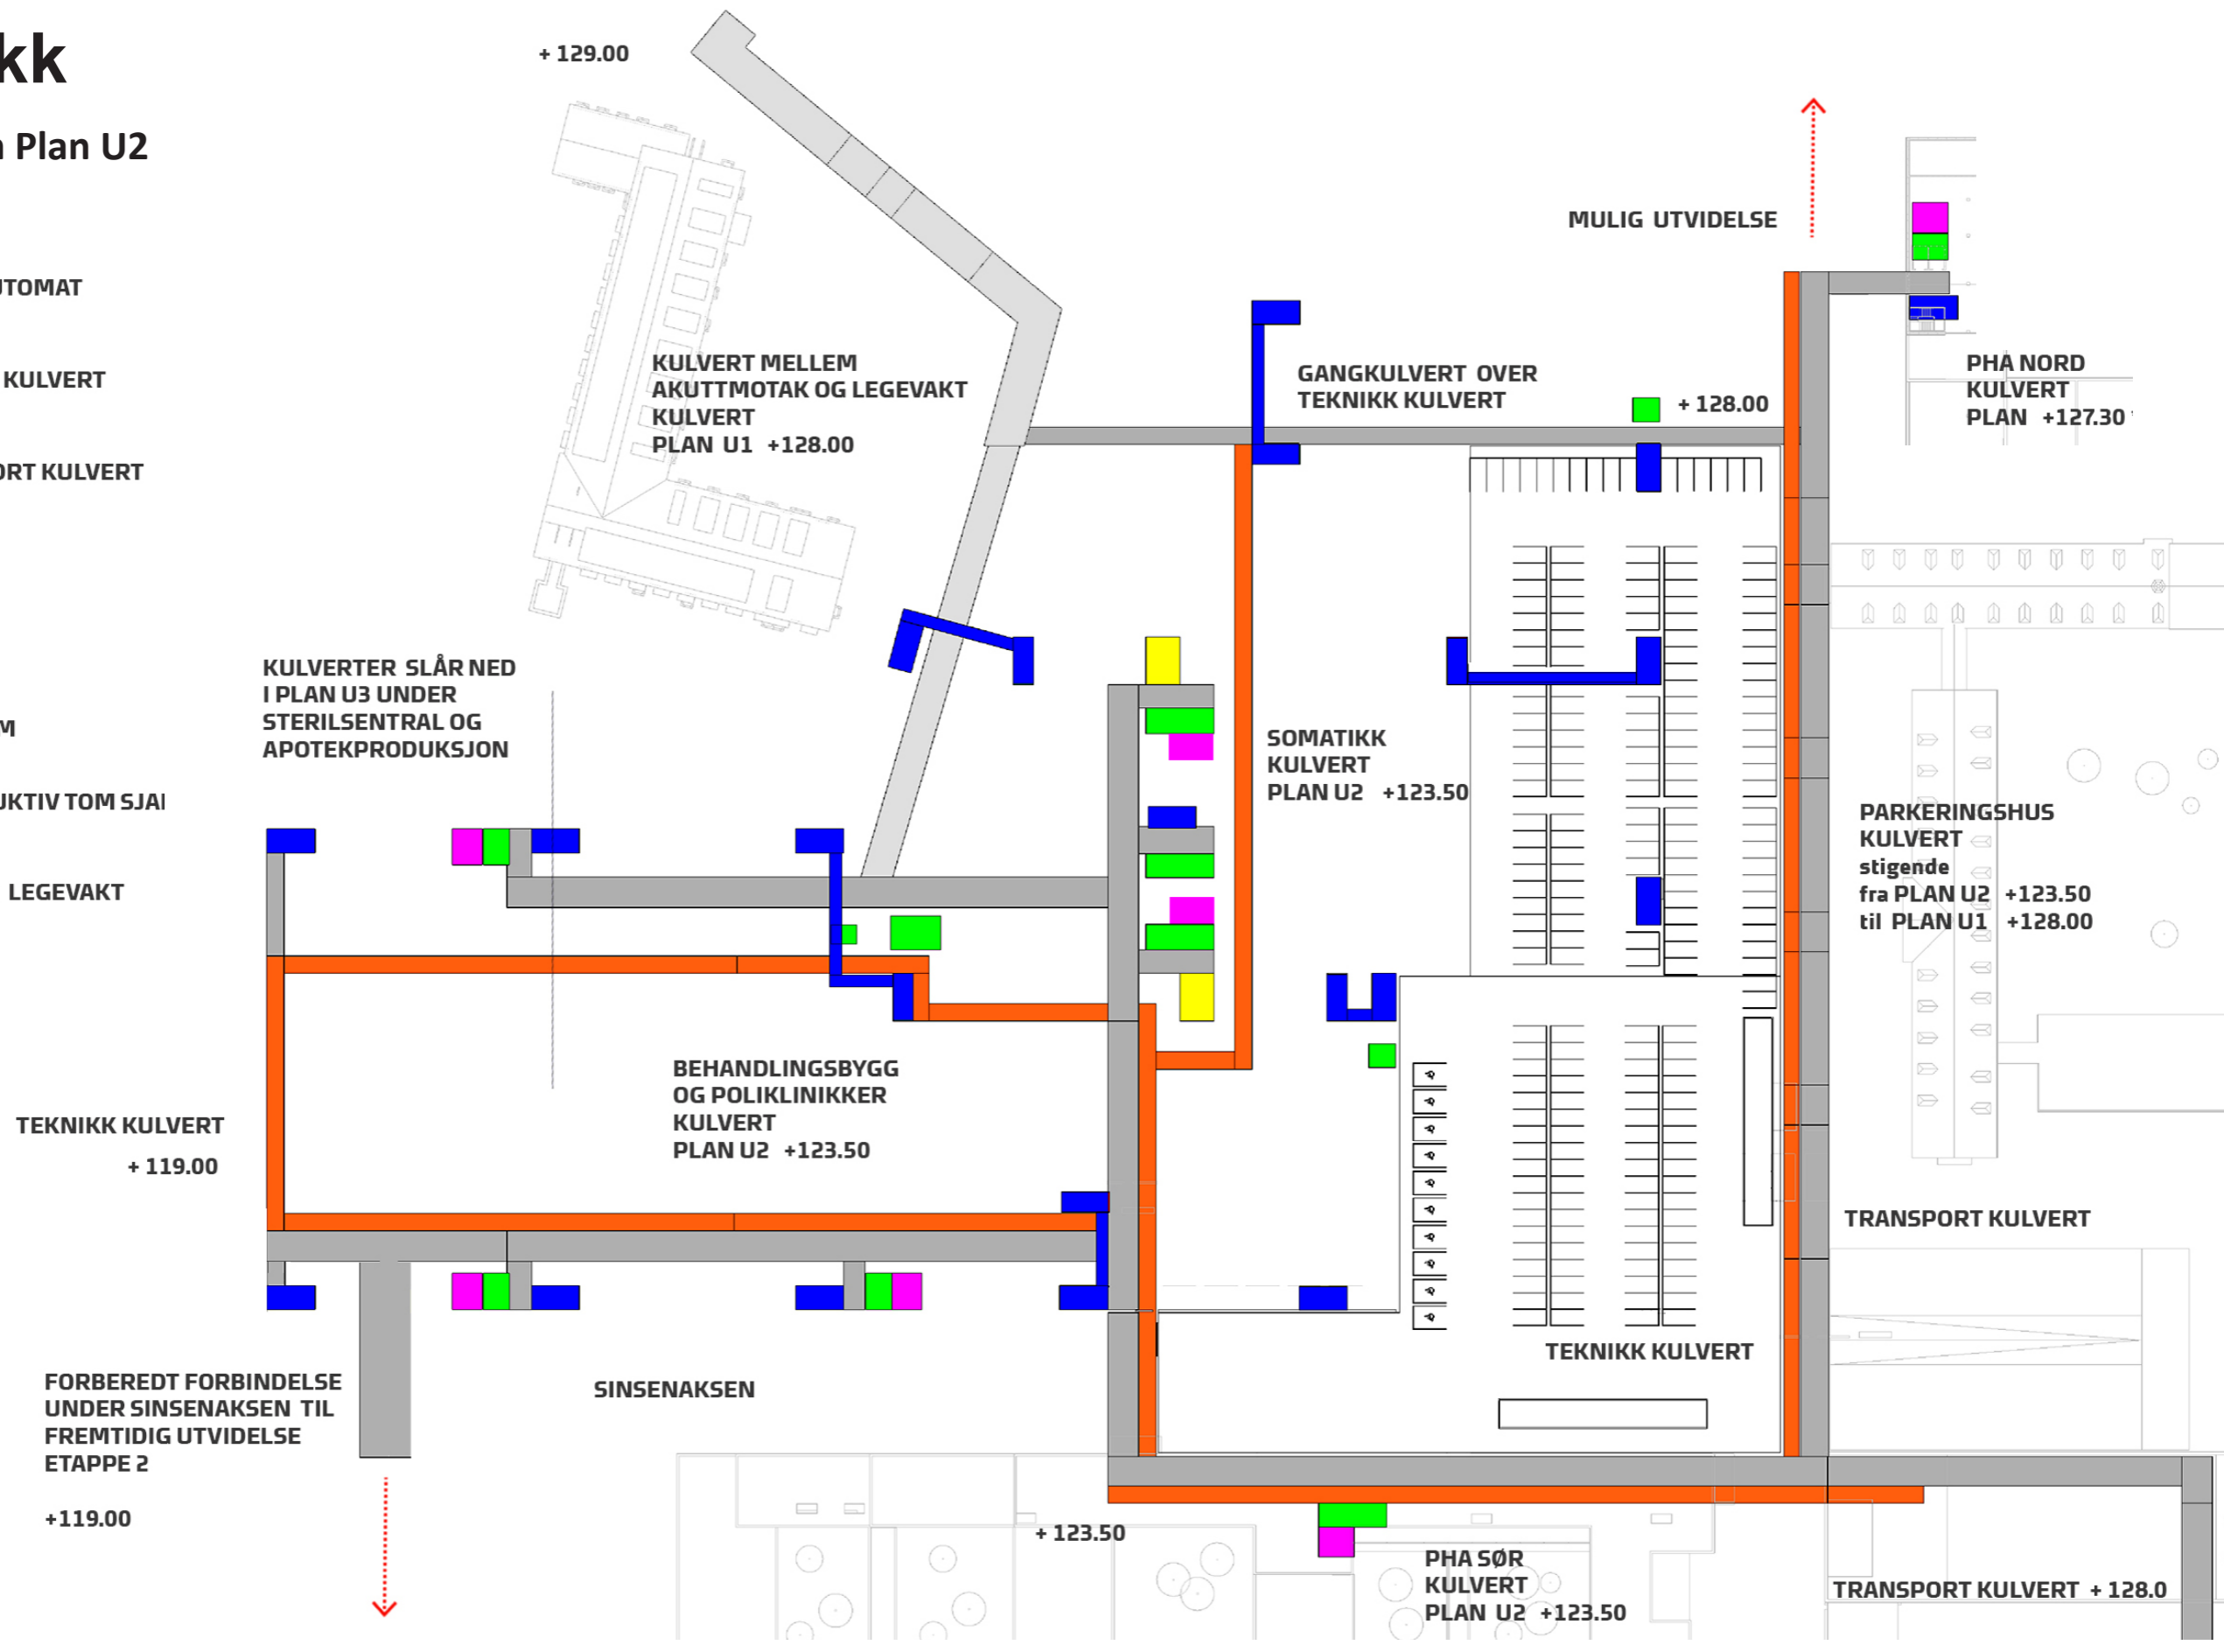 kk
Plan U2
+ 129.00
MULIG UTVIDELSE
KULVERT
KULVERT MELLEM
AKUTTMOTAK OG LEGEVAKT
KULVERT
PLAN U1 +128.00
GANGKULVERT OVER
TEKNIKK KULVERT
+ 128.00
PHA NORD
KULVERT
PLAN +127.30
KULVERT
KULVERTER SLÅR NED
I PLAN U3 UNDER
STERILSENTRAL OG
APOTEKPRODUKSJON
TOM
LEGEVAKT
SOMATIKK
KULVERT
PLAN U2 +123.50
PARKERINGSHUS
KULVERT
stigende
fra PLAN U2 +123.50
til PLAN U1 +128.00
TEKNIKK KULVERT
+ 119.00
BEHANDLINGSBYGG
OG POLIKLINIKKER
KULVERT
PLAN U2 +123.50
TRANSPORT KULVERT
TEKNIKK KULVERT
FORBEREDT FORBINDELSE
UNDER SINSENAKSEN TIL
FREMTIDIG UTVIDELSE
ETAPPE 2
+119.00
SINSENAKSEN
+ 123.50
PHA SØR
KULVERT
PLAN U2 +123.50
TRANSPORT KULVERT + 128.0